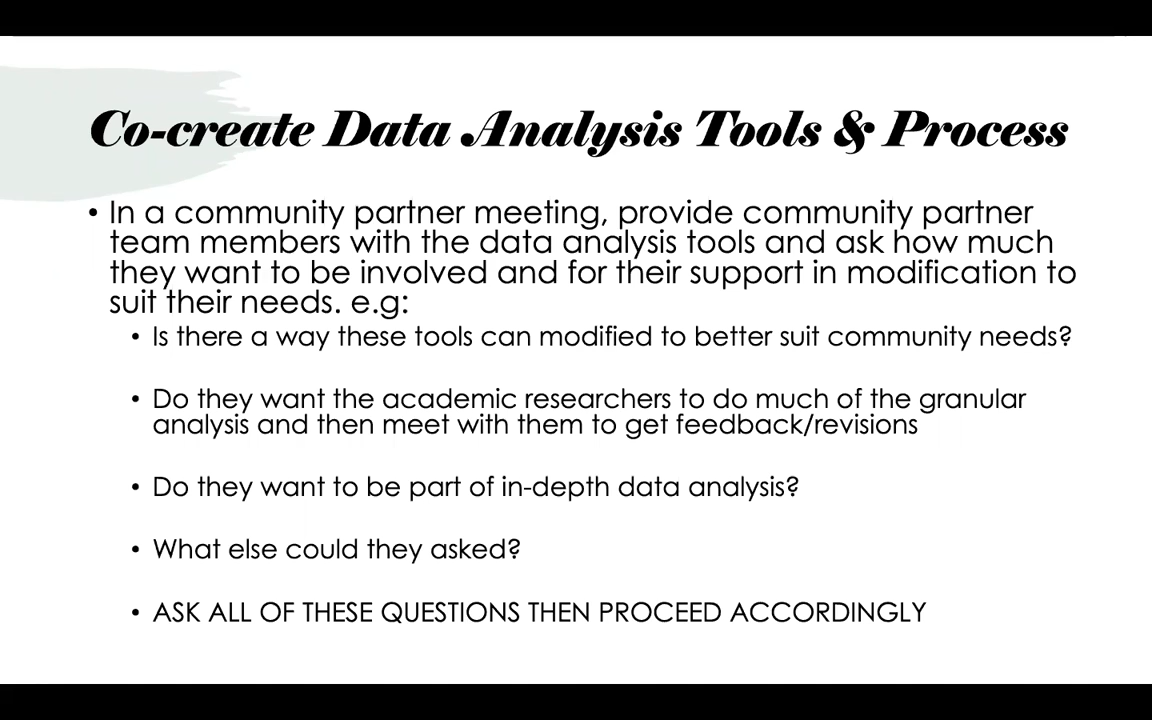 Co-create Data Analysis Tools & Process
• In a community partner meeting, provide community partner
team members with the data analysis tools and ask how much
they want to be involved and for their support in modification to
suit their needs. e.g:
• Is there a way these tools can modified to better suit community needs?
• Do they want the academic researchers to do much of the granular
analysis and then meet with them to get feedback/revisions
• Do they want to be part of in-depth data analysis?
• What else could they asked?
• ASK ALL OF THESE QUESTIONS THEN PROCEED ACCORDINGLY